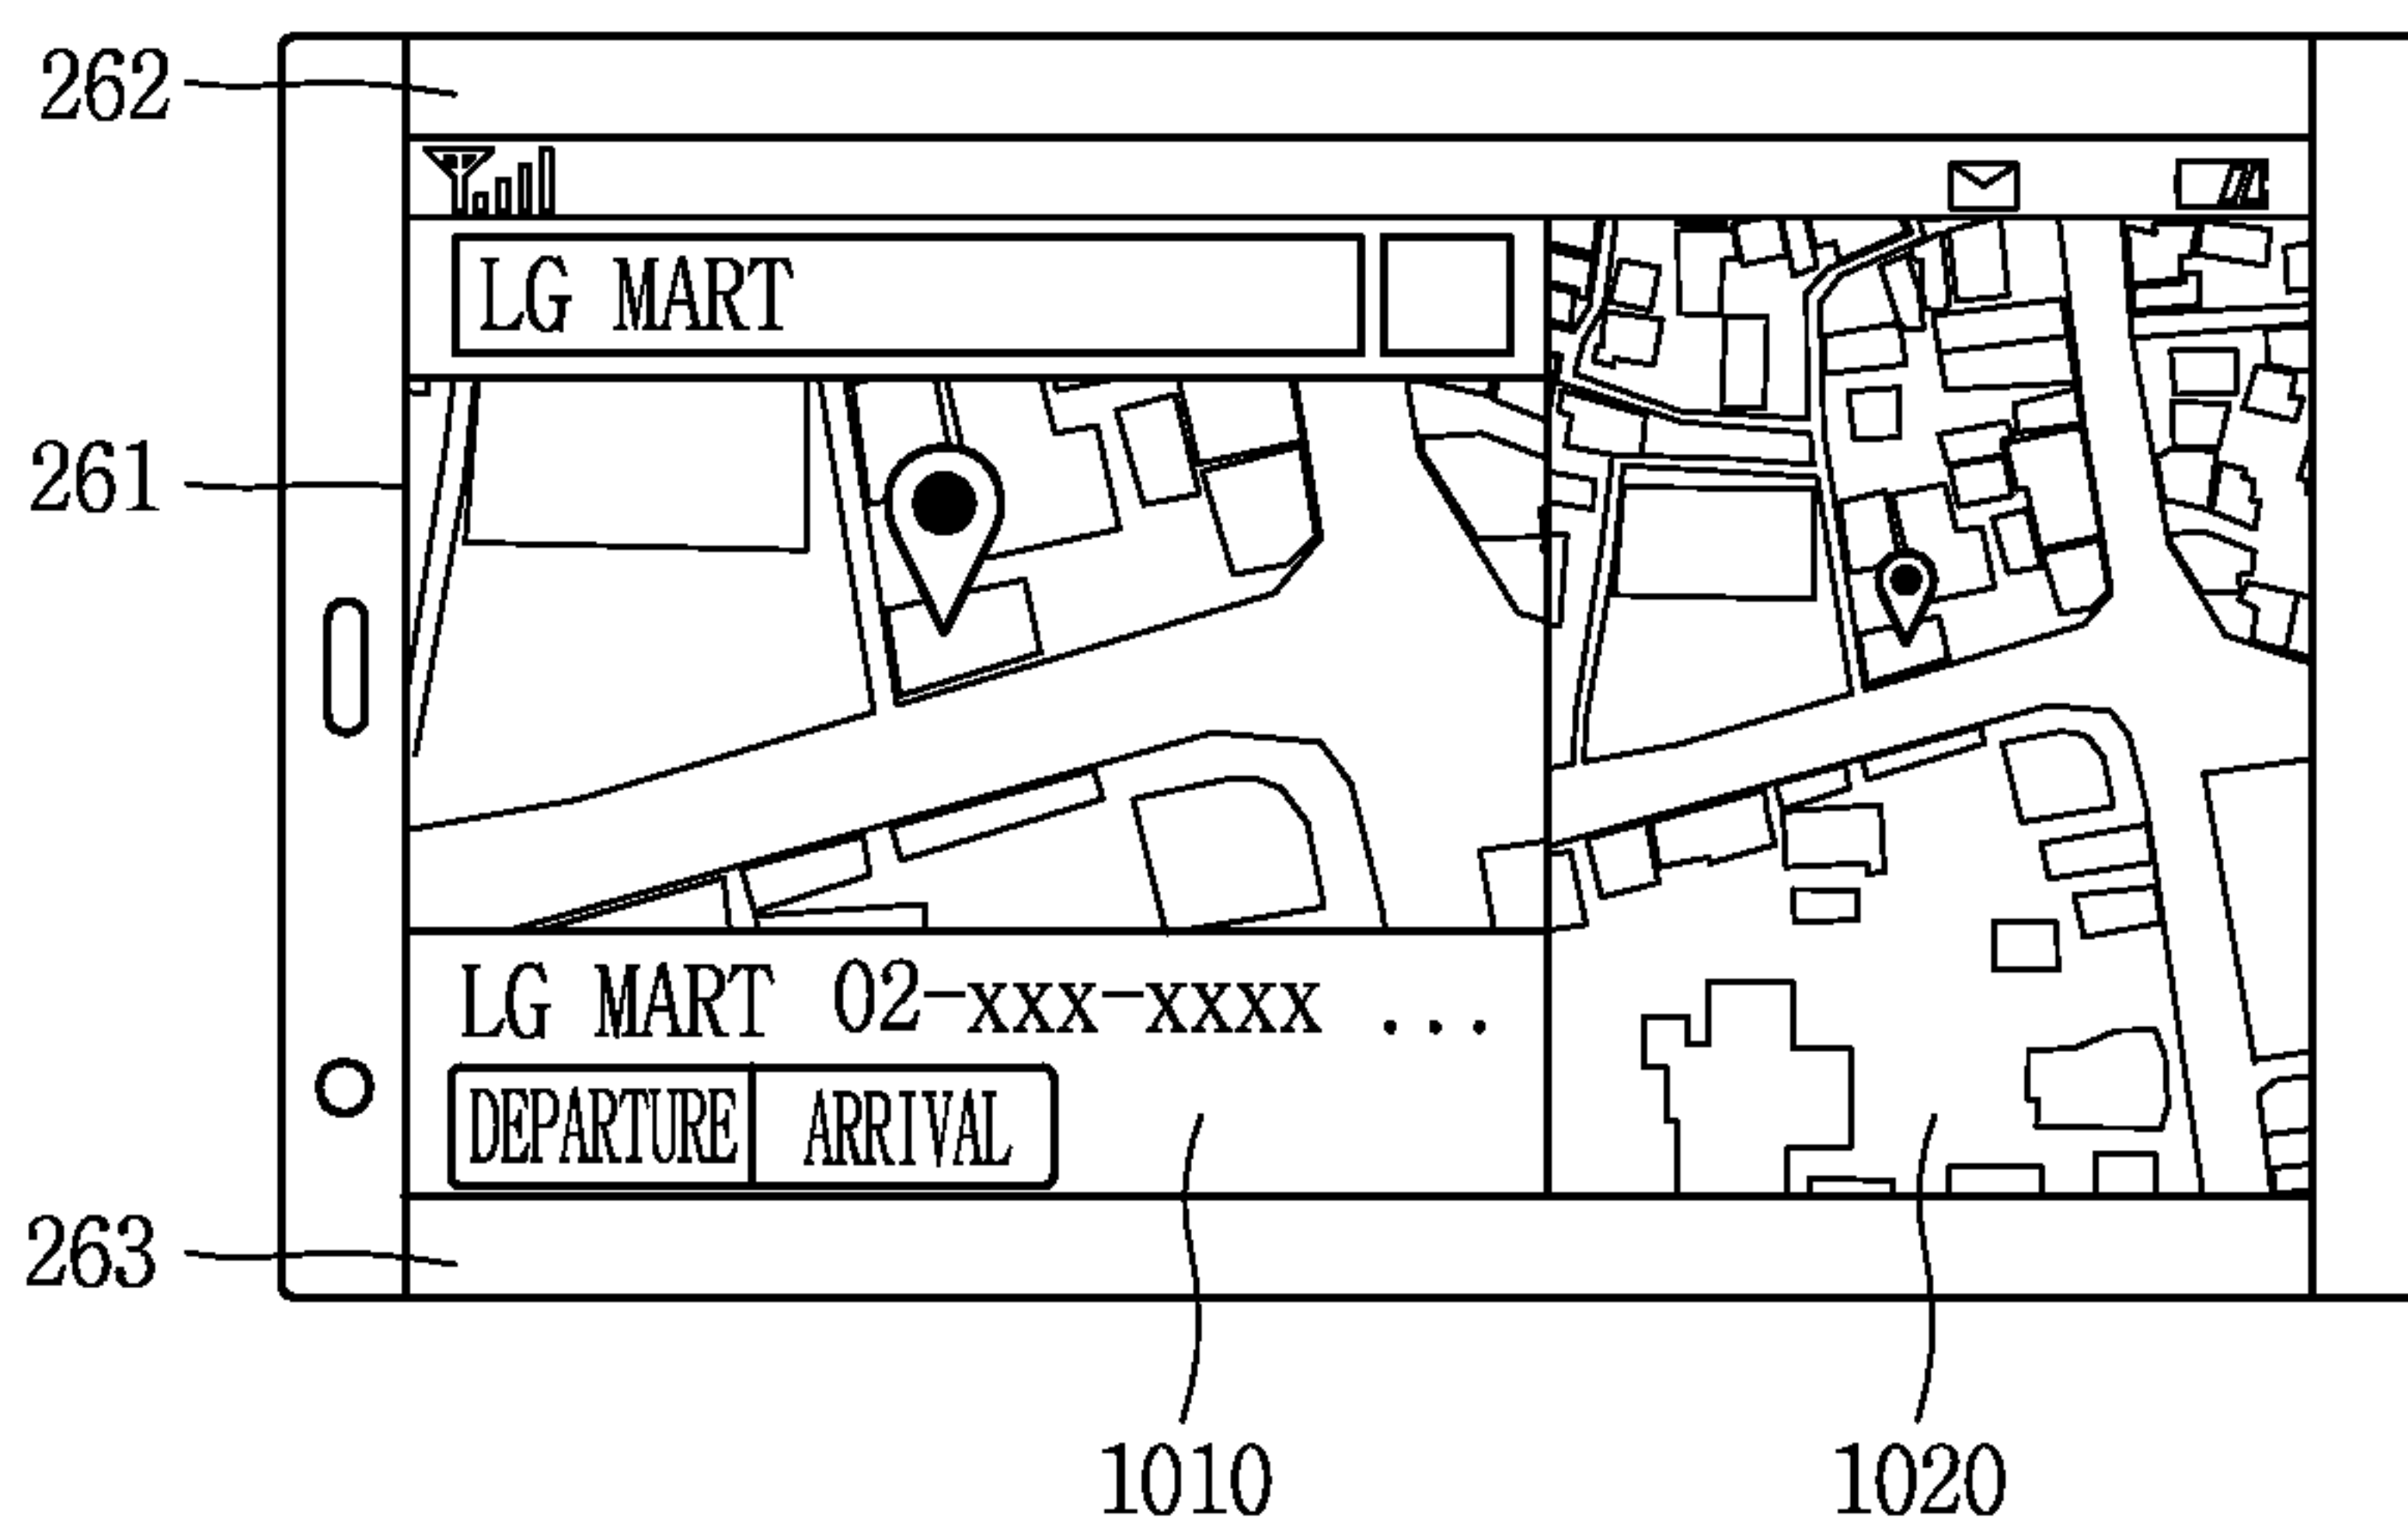 262
LG MART
261
LG MART 02-xxx-xxxx ...
DEPARTURE ARRIVAL
263
1010 1020